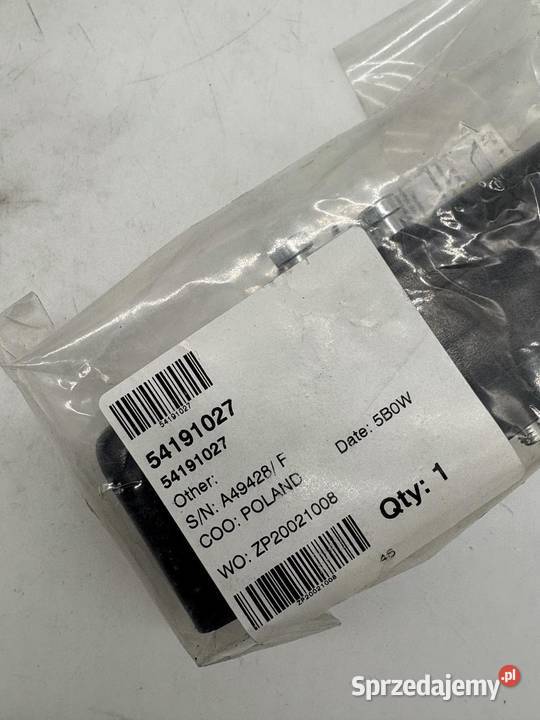 54191027
54191027
54191027
Other:
S/N: A49428/ F
COO: POLAND
Date: 5B0W
WO: ZP20021008
Qty: 1
ZP20021008
45
Sprzedajemy.pl